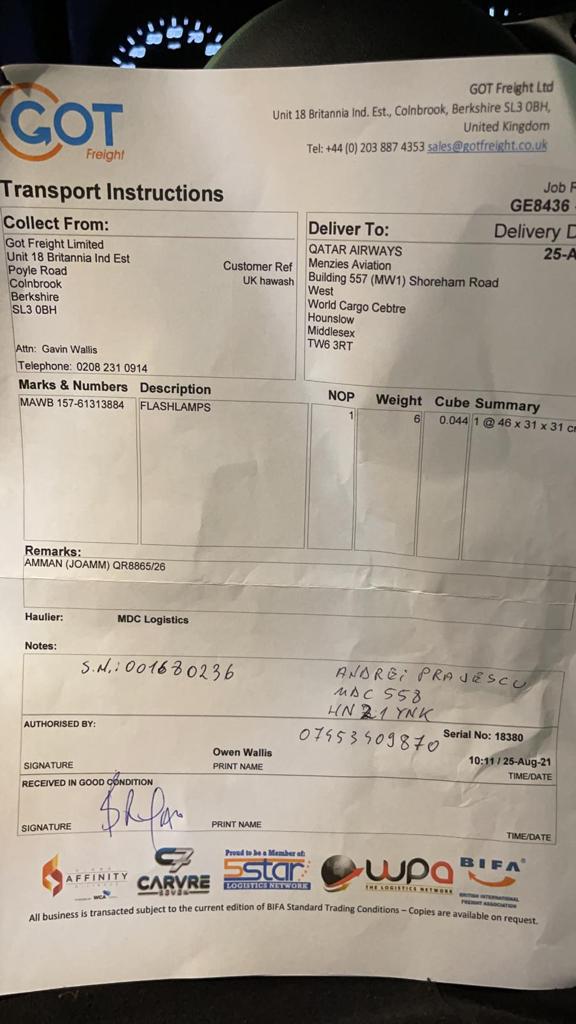 GOT
Freight
GOT Freight Ltd
Unit 18 Britannia Ind. Est., Colnbrook, Berkshire SL3 0BH,
United Kingdom
Tel: +44 (0) 203 887 4353 sales@gotfreight.co.uk
Transport Instructions
Job R
GE8436
Collect From:
Got Freight Limited
Unit 18 Britannia Ind Est
Poyle Road
Colnbrook
Berkshire
SL3 0BH
Customer Ref
UK hawash
Attn: Gavin Wallis
Telephone: 0208 231 0914
Deliver To:
QATAR AIRWAYS
Menzies Aviation
Building 557 (MW1) Shoreham Road
West
World Cargo Cebtre
Hounslow
Middlesex
TW6 3RT
Delivery D
25-A
Marks & Numbers Description NOP Weight Cube Summary
MAWB 157-61313884 FLASHLAMPS 1 6 0.044 1 @ 46 x 31 x 31 cm
Remarks:
AMMAN (JOAMM) QR8865/26
Haulier: MDC Logistics
Notes:
S.N.: 001680236
ANDREi PRAJESCU
MDC 558
HN21 YNK
07453409870
AUTHORISED BY:
Serial No: 18380
Owen Wallis
10:11 / 25-Aug-21
SIGNATURE PRINT NAME TIME/DATE
RECEIVED IN GOOD CONDITION
SIGNATURE PRINT NAME TIME/DATE
AFFINITY
WCA
C7
CARVRE
SEVEN
Proud to be a Member of:
5star
LOGISTICS NETWORK
wpa
THE LOGISTICS NETWORK
BIFA
BRITISH INTERNATIONAL
FREIGHT ASSOCIATION
All business is transacted subject to the current edition of BIFA Standard Trading Conditions – Copies are available on request.